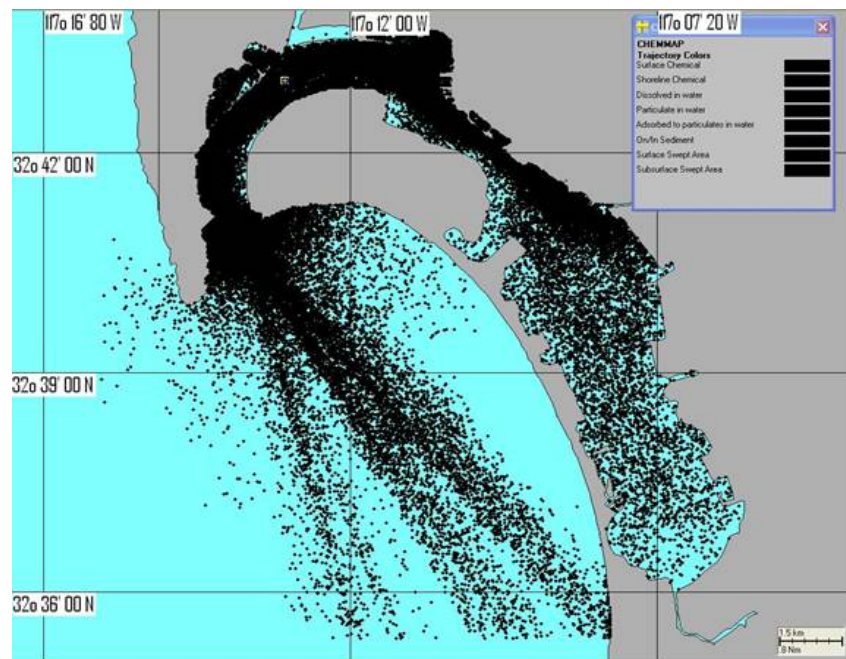 117o 16' 80 W
117o 12' 00 W
117o 07' 20 W
CHEMMAP
Trajectory Colors
Surface Chemical
Shoreline Chemical
Dissolved in water
Particulate in water
Adsorbed to particulates in water
On/In Sediment
Surface Swept Area
Subsurface Swept Area
32o 42' 00 N
32o 39' 00 N
32o 36' 00 N
1.5 km
.8 Nm